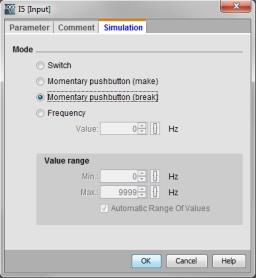 I5 [Input]
Parameter Comment Simulation
Mode
Switch
Momentary pushbutton (make)
Momentary pushbutton (break)
Frequency
Value: 0 Hz
Value range
Min.: 0 Hz
Max.: 9999 Hz
Automatic Range Of Values
OK Cancel Help